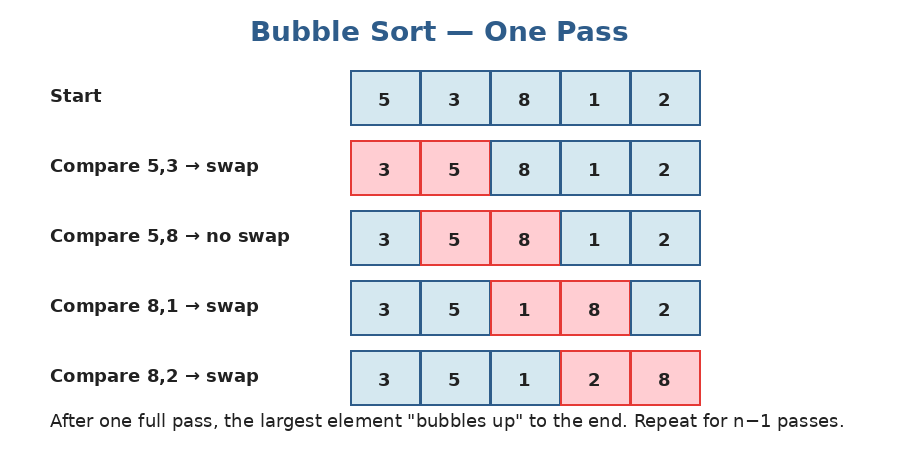 Bubble Sort — One Pass
Start 5 3 8 1 2
Compare 5,3 → swap 3 5 8 1 2
Compare 5,8 → no swap 3 5 8 1 2
Compare 8,1 → swap 3 5 1 8 2
Compare 8,2 → swap 3 5 1 2 8
After one full pass, the largest element "bubbles up" to the end. Repeat for n−1 passes.